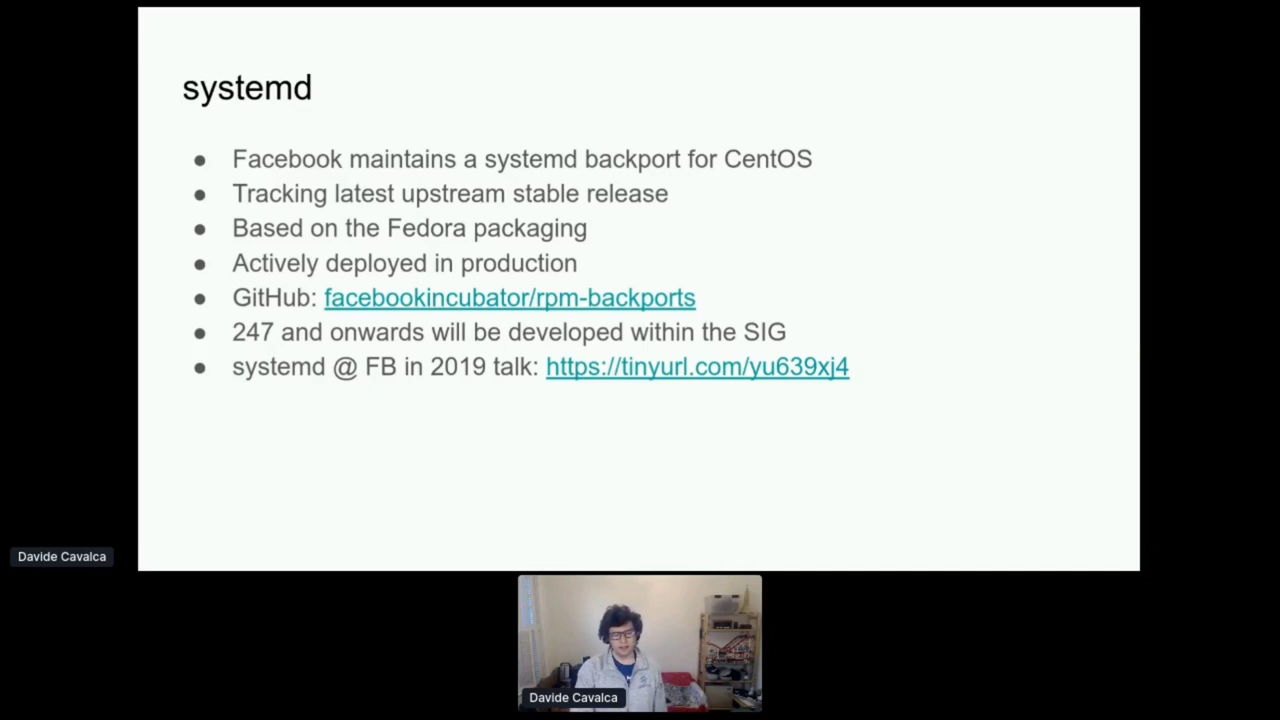 systemd
● Facebook maintains a systemd backport for CentOS
● Tracking latest upstream stable release
● Based on the Fedora packaging
● Actively deployed in production
● GitHub: facebookincubator/rpm-backports
● 247 and onwards will be developed within the SIG
● systemd @ FB in 2019 talk: https://tinyurl.com/yu639xj4
Davide Cavalca
Davide Cavalca